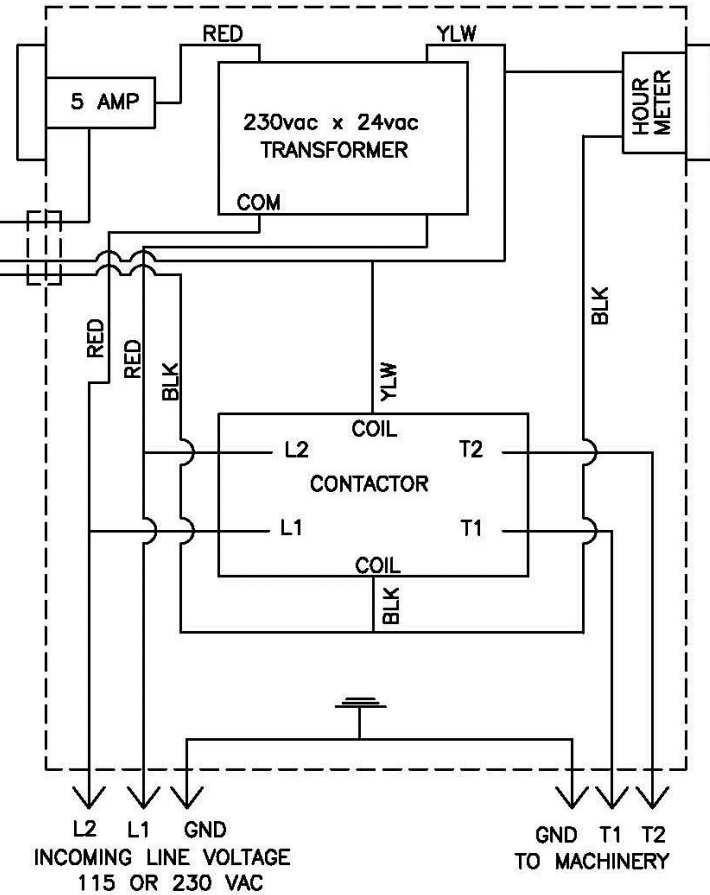 RED
YLW
5 AMP
230vac x 24vac
TRANSFORMER
HOUR
METER
COM
BLK
RED
RED
BLK
YLW
COIL
L2
T2
CONTACTOR
L1
T1
COIL
BLK
L2 L1 GND
INCOMING LINE VOLTAGE
115 OR 230 VAC
GND T1 T2
TO MACHINERY